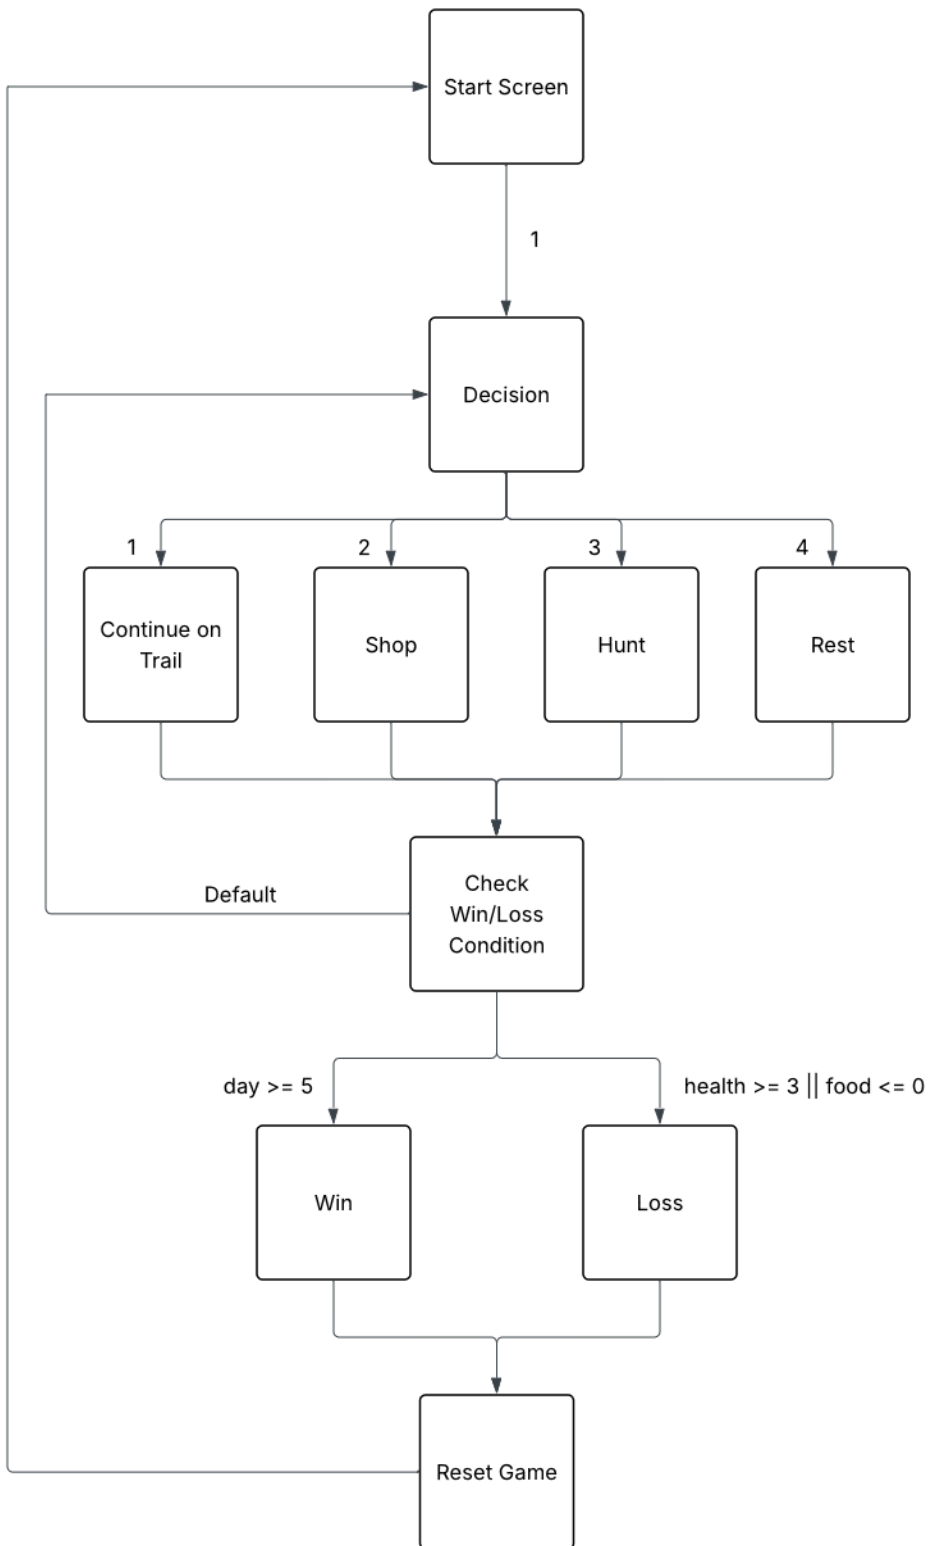 Start Screen
1
Decision
1
2
3
4
Continue on
Trail
Shop
Hunt
Rest
Default
Check
Win/Loss
Condition
day >= 5
health >= 3 || food <= 0
Win
Loss
Reset Game